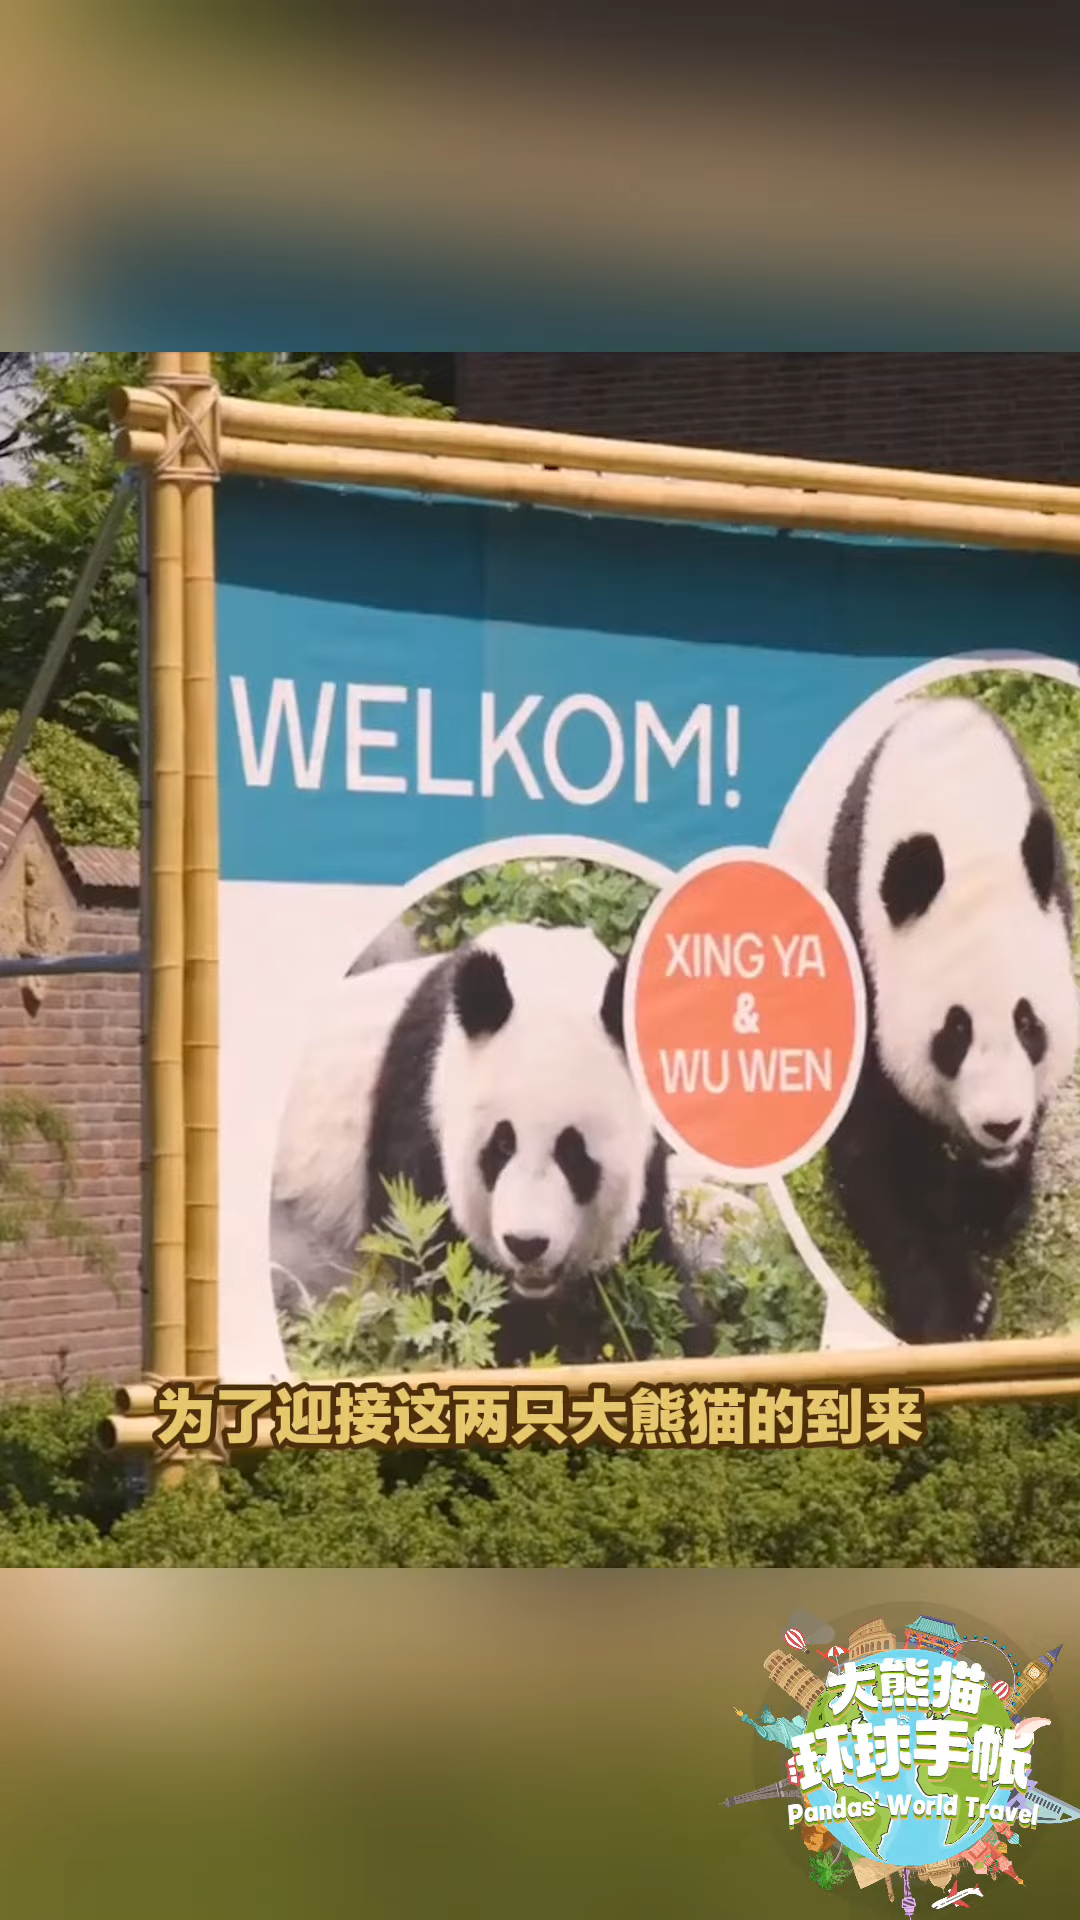 WELKOM!
XING YA
&
WU WEN
为了迎接这两只大熊猫的到来
大熊猫
环球手帐
Pandas' World Travel